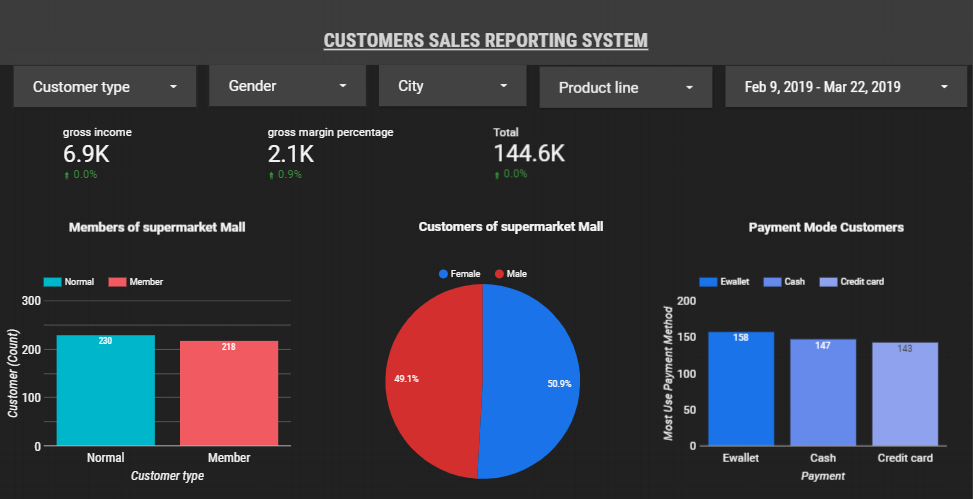 CUSTOMERS SALES REPORTING SYSTEM
Customer type
Gender
City
Product line
Feb 9, 2019 - Mar 22, 2019
gross income
6.9K
0.0%
gross margin percentage
2.1K
0.9%
Total
144.6K
0.0%
Members of supermarket Mall
Normal
Member
300
200
100
0
230
218
Normal
Member
Customer (Count)
Customer type
Customers of supermarket Mall
Female
Male
49.1%
50.9%
Payment Mode Customers
Ewallet
Cash
Credit card
200
150
100
50
0
158
147
143
Ewallet
Cash
Credit card
Most Use Payment Method
Payment